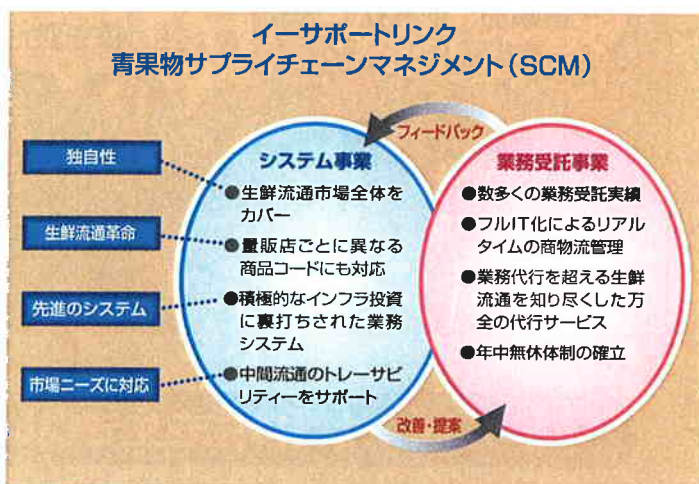 イーサポートリンク
青果物サプライチェーンマネジメント(SCM)
フィードバック
独自性
生鮮流通革命
先進のシステム
市場ニーズに対応
システム事業
●生鮮流通市場全体を
カバー
●量販店ごとに異なる
商品コードにも対応
●積極的なインフラ投資
に裏打ちされた業務
システム
●中間流通のトレーサビ
リティーをサポート
業務受託事業
●数多くの業務受託実績
●フルIT化によるリアル
タイムの商物流管理
●業務代行を超える生鮮
流通を知り尽くした万
全の代行サービス
●年中無休体制の確立
改善・提案